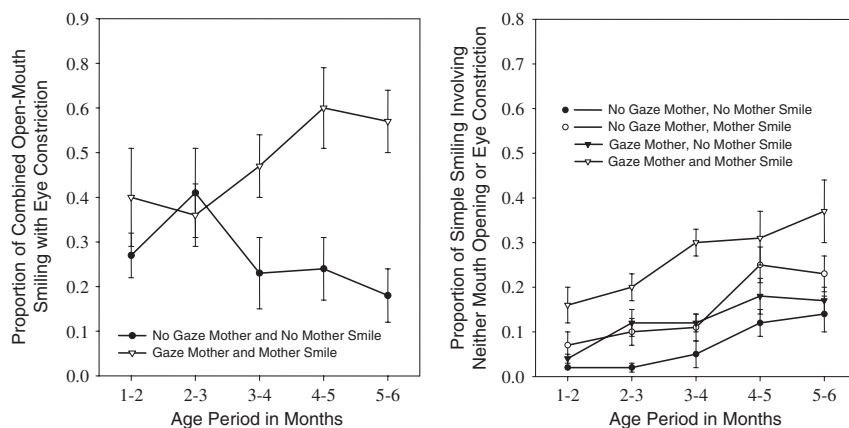 Proportion of Combined Open-Mouth
Smiling with Eye Constriction
0.9
0.8
0.7
0.6
0.5
0.4
0.3
0.2
0.1
0.0
No Gaze Mother and No Mother Smile
Gaze Mother and Mother Smile
1-2 2-3 3-4 4-5 5-6
Age Period in Months
Proportion of Simple Smiling Involving
Neither Mouth Opening or Eye Constriction
0.8
0.7
0.6
0.5
0.4
0.3
0.2
0.1
0.0
No Gaze Mother, No Mother Smile
No Gaze Mother, Mother Smile
Gaze Mother, No Mother Smile
Gaze Mother and Mother Smile
1-2 2-3 3-4 4-5 5-6
Age Period in Months